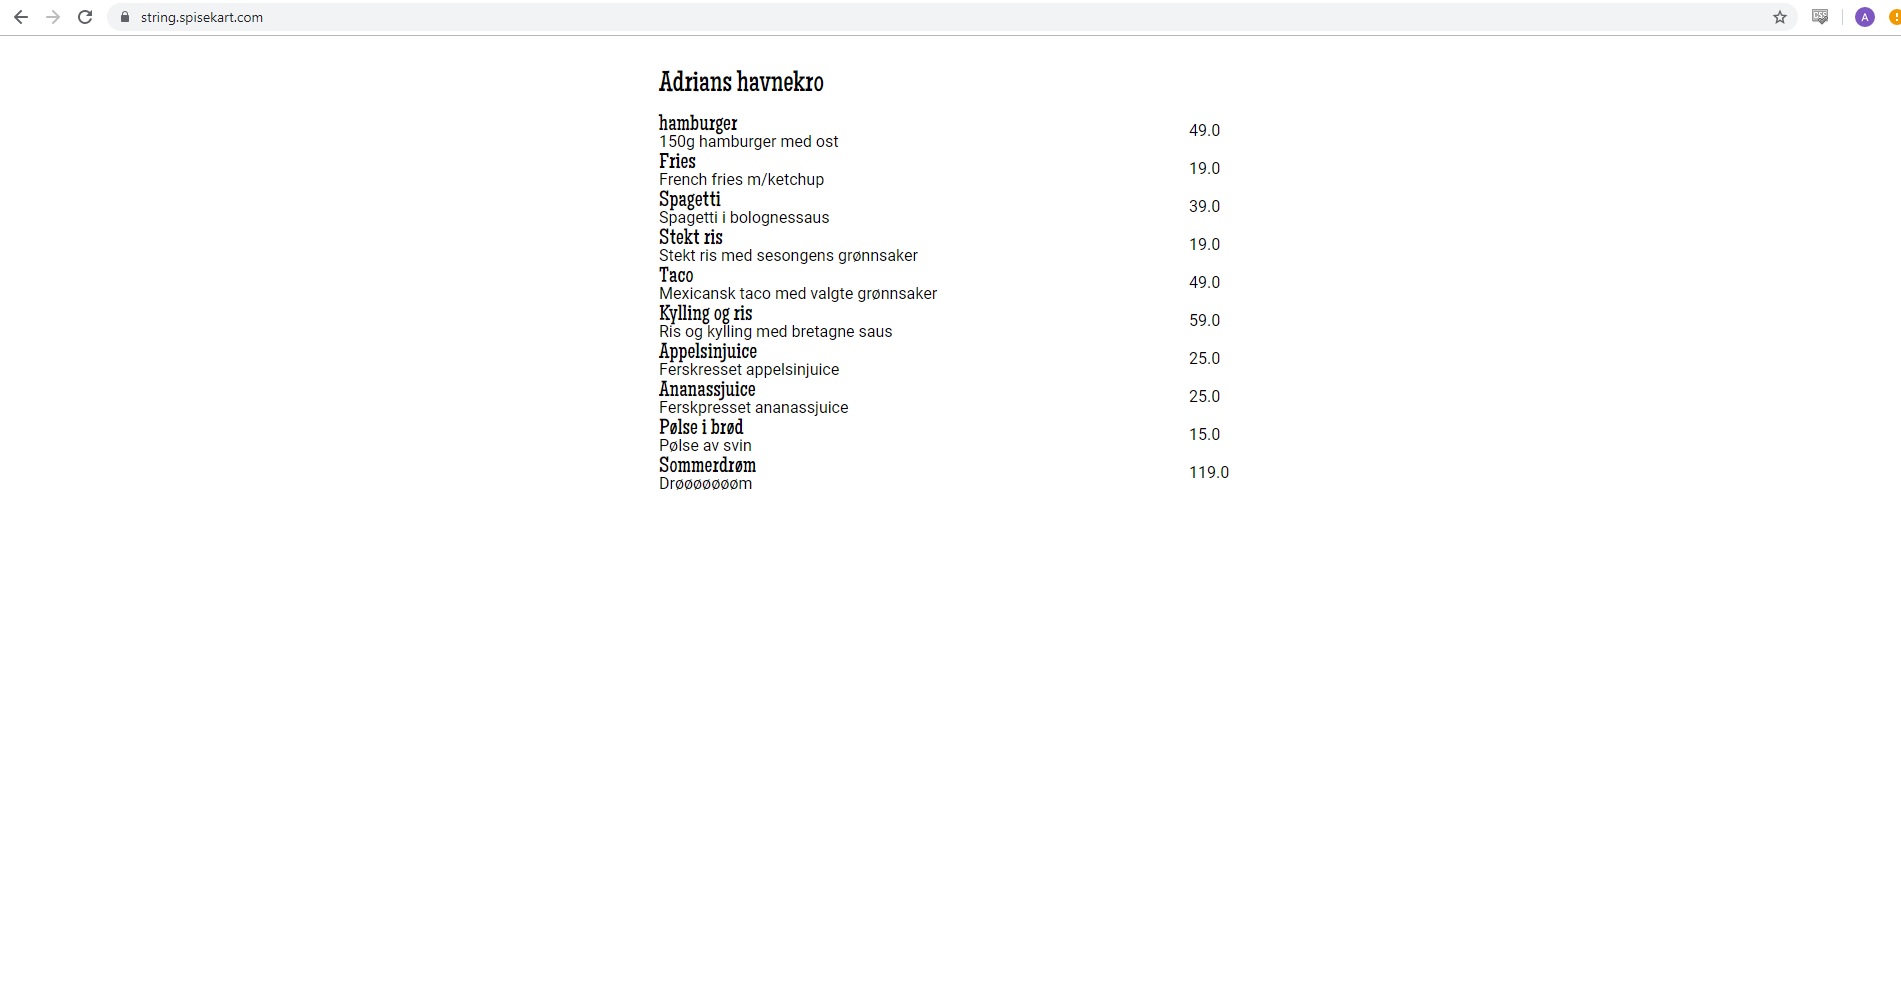 string.spisekart.com
A
Adrians havnekro
hamburger
150g hamburger med ost
49.0
Fries
French fries m/ketchup
19.0
Spagetti
Spagetti i bolognessaus
39.0
Stekt ris
Stekt ris med sesongens grønnsaker
19.0
Taco
Mexicansk taco med valgte grønnsaker
49.0
Kylling og ris
Ris og kylling med bretagne saus
59.0
Appelsinjuice
Ferskresset appelsinjuice
25.0
Ananassjuice
Ferskpresset ananassjuice
25.0
Pølse i brød
Pølse av svin
15.0
Sommerdrøm
Drøøøøøøøm
119.0